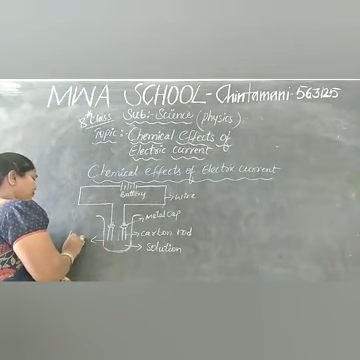 MWA SCHOOL - Chintamani - 563125
8th Class Sub:- Science (Physics)
Topic:- Chemical Effects of
Electric Current
Chemical effects of Electric Current
Battery
wire
Metal cap
carbon rod
Solution